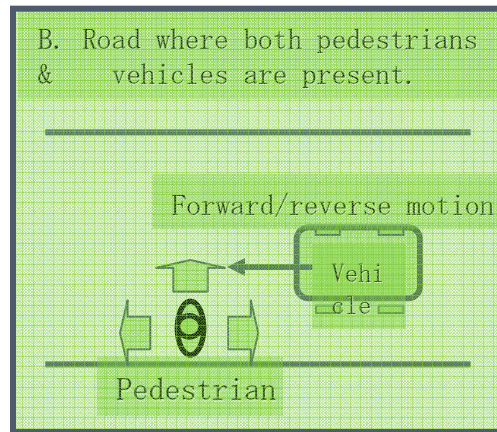 B. Road where both pedestrians
& vehicles are present.
Forward/reverse motion
Vehi
cle
Pedestrian